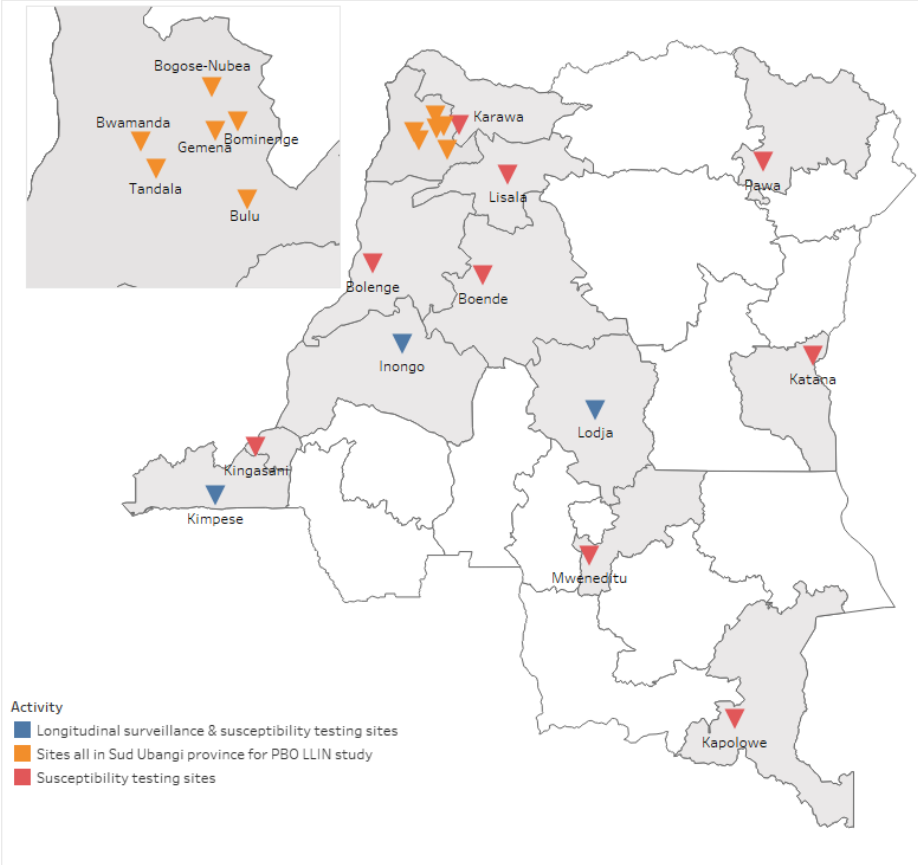 Bogose-Nubea
Bwamanda
Gemena
Bominenge
Tandala
Bulu
Karawa
Lisala
Pawa
Bolenge
Boende
Inongo
Katana
Lodja
Kingasani
Kimpese
Mweneditu
Kapolowe
Activity
Longitudinal surveillance & susceptibility testing sites
Sites all in Sud Ubangi province for PBO LLIN study
Susceptibility testing sites